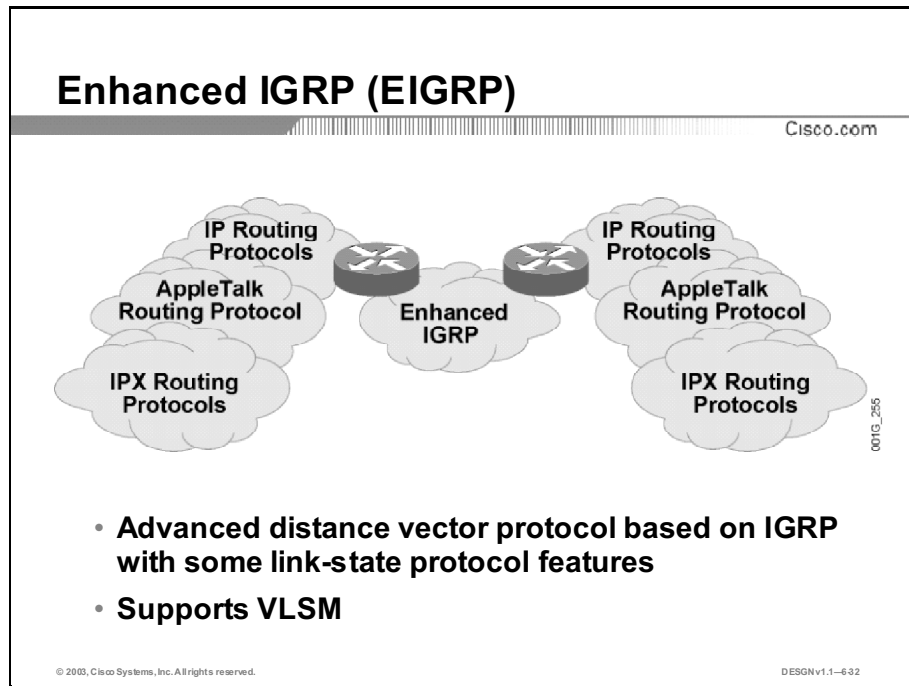 Enhanced IGRP (EIGRP)
Cisco.com
IP Routing
Protocols
AppleTalk
Routing Protocol
IPX Routing
Protocols
Enhanced
IGRP
IP Routing
Protocols
AppleTalk
Routing Protocol
IPX Routing
Protocols
001G_255
• Advanced distance vector protocol based on IGRP
with some link-state protocol features
• Supports VLSM
© 2003, Cisco Systems, Inc. All rights reserved.
DESGN v1.1—6-32